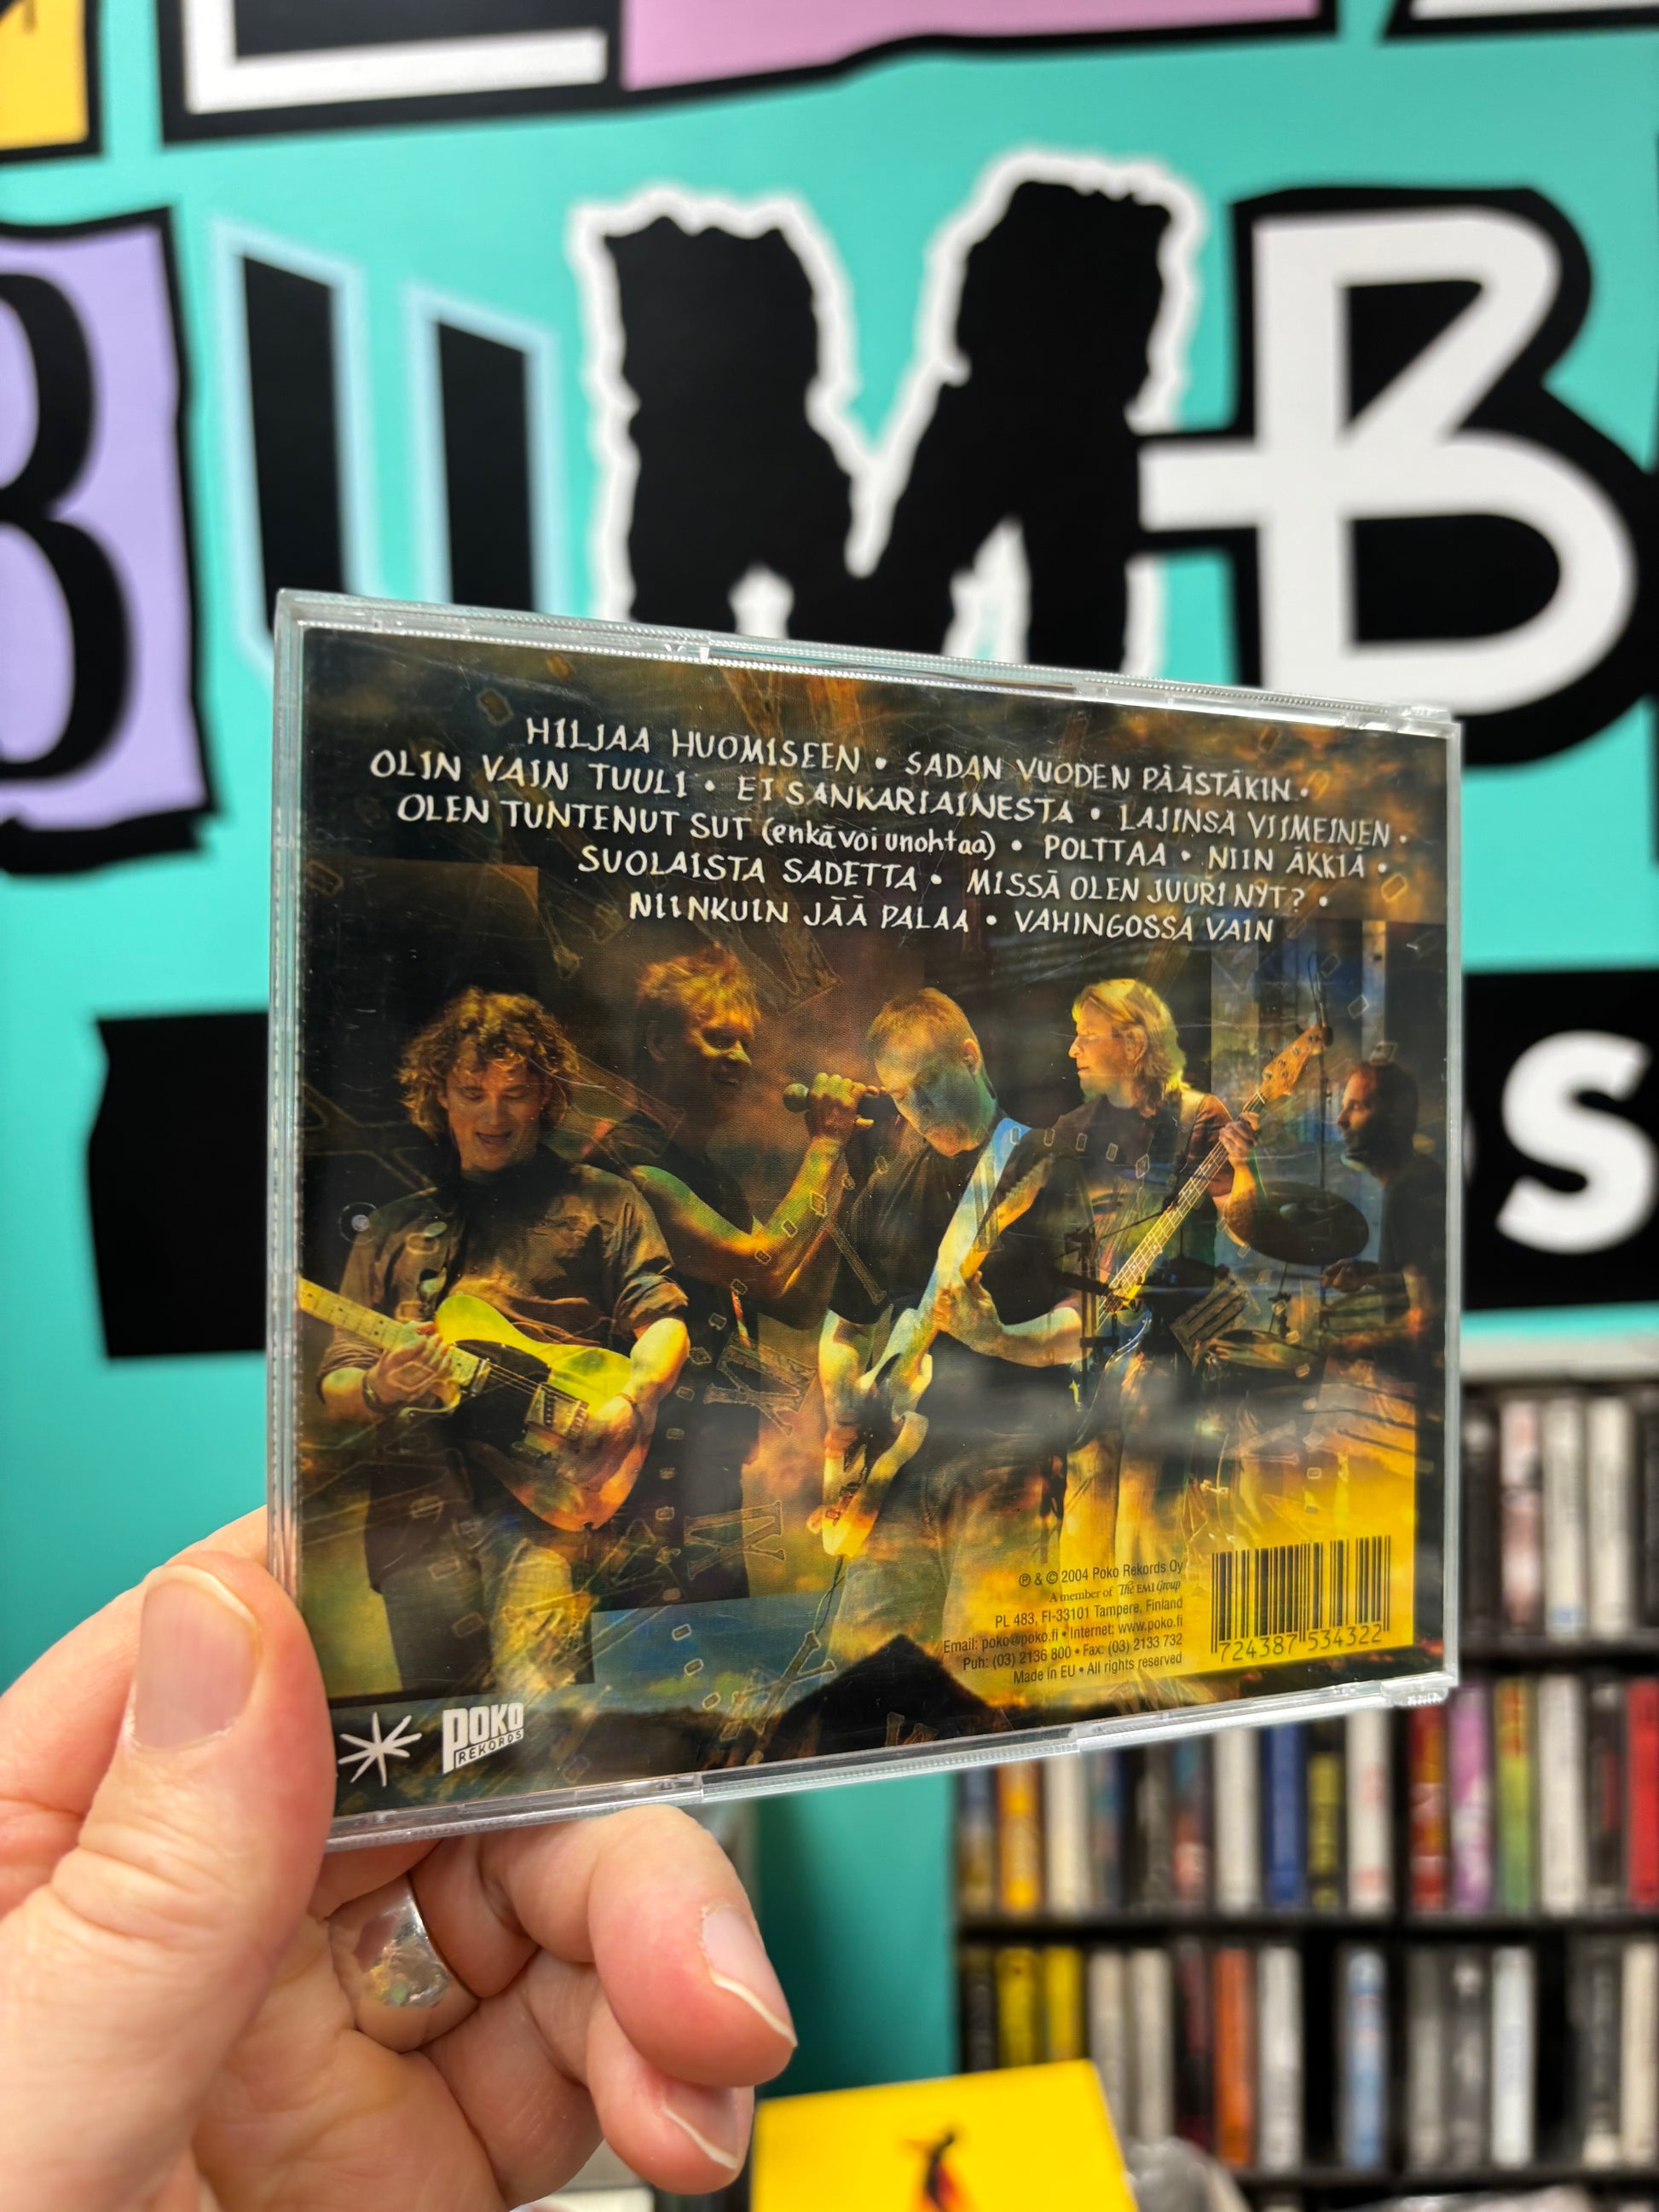 BUMB
S
HILJAA HUOMISEEN • SADAN VUODEN PÄÄSTÄKIN •
OLIN VAIN TUULI • EI SANKARIAINESTA • LAJINSA VIIMEINEN •
OLEN TUNTENUT SUT (enkä voi unohtaa) • POLTTAA • NIIN ÄKKIÄ •
SUOLAISTA SADETTA • MISSÄ OLEN JUURI NYT? •
NIINKUIN JÄÄ PALAA • VAHINGOSSA VAIN
℗ & © 2004 Poko Rekords Oy
A member of The EMI Group
PL 483, FI-33101 Tampere, Finland
Email: poko@poko.fi • Internet: www.poko.fi
Puh: (03) 2136 800 • Fax: (03) 2133 732
Made in EU • All rights reserved
724387 534322
POKO
REKORDS